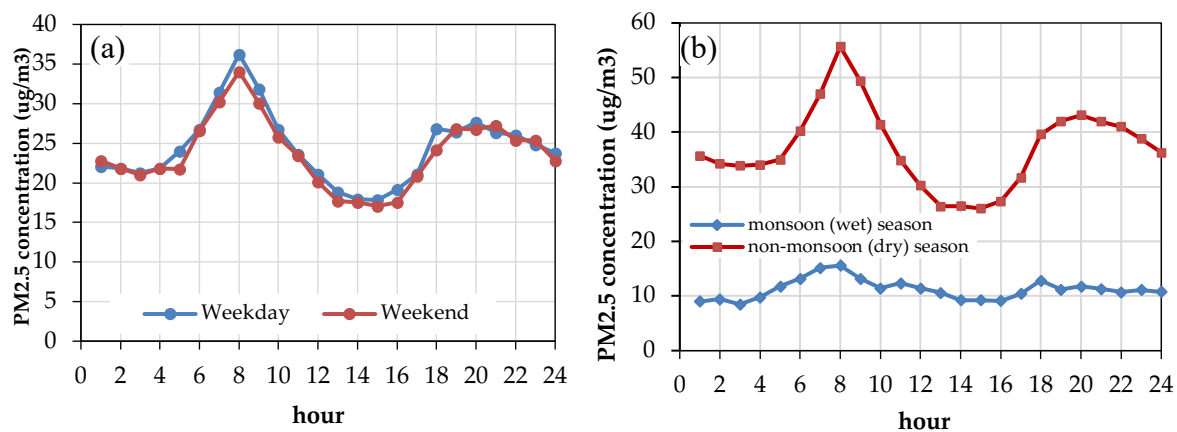 (a)
PM2.5 concentration (ug/m3)
40
35
30
25
20
15
10
5
0
Weekday
Weekend
0 2 4 6 8 10 12 14 16 18 20 22 24
hour
(b)
PM2.5 concentration (ug/m3)
60
50
40
30
20
10
0
monsoon (wet) season
non-monsoon (dry) season
0 2 4 6 8 10 12 14 16 18 20 22 24
hour